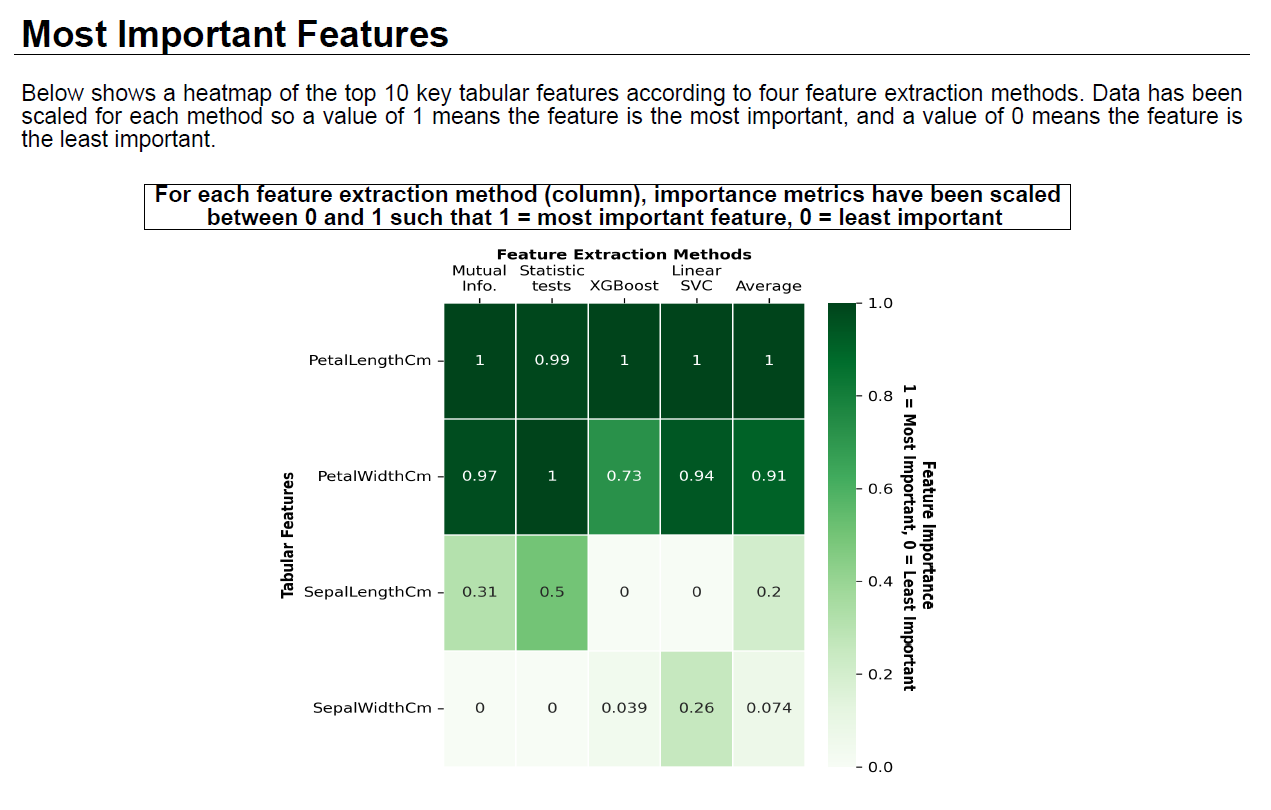 Most Important Features
Below shows a heatmap of the top 10 key tabular features according to four feature extraction methods. Data has been
scaled for each method so a value of 1 means the feature is the most important, and a value of 0 means the feature is
the least important.
For each feature extraction method (column), importance metrics have been scaled
between 0 and 1 such that 1 = most important feature, 0 = least important
Feature Extraction Methods
Mutual Info.
Statistic tests
XGBoost
Linear SVC
Average
Tabular Features
PetalLengthCm 1 0.99 1 1 1
PetalWidthCm 0.97 1 0.73 0.94 0.91
SepalLengthCm 0.31 0.5 0 0 0.2
SepalWidthCm 0 0 0.039 0.26 0.074
1.0
0.8
0.6
0.4
0.2
0.0
Feature Importance
1 = Most Important, 0 = Least Important